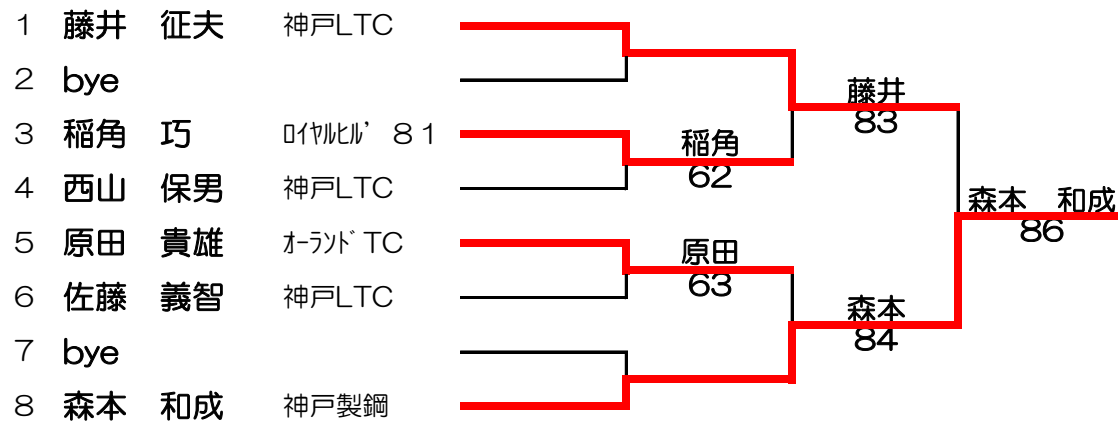 1 藤井 征夫 神戸LTC
2 bye
藤井
83
3 稲角 巧 ﾛｲﾔﾙﾋﾙ’81
稲角
62
4 西山 保男 神戸LTC
森本 和成
86
5 原田 貴雄 ｵｰﾗﾝﾄﾞTC
原田
63
6 佐藤 義智 神戸LTC
森本
84
7 bye
8 森本 和成 神戸製鋼